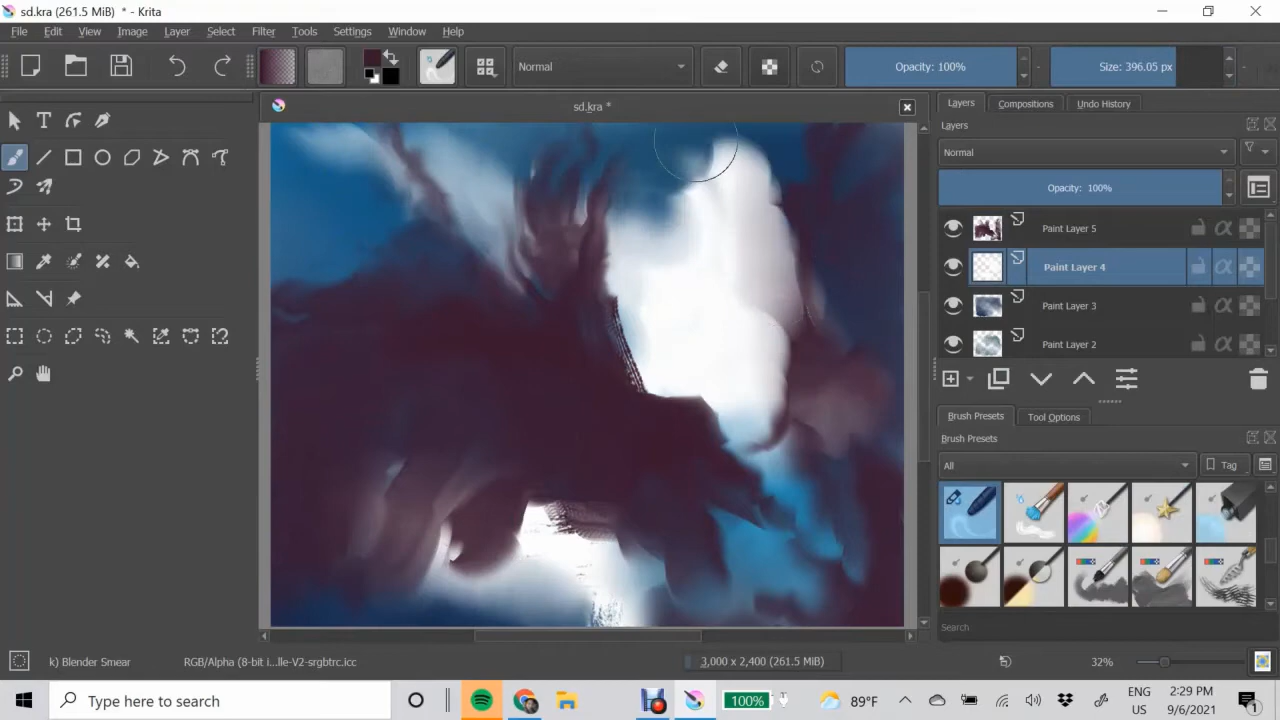 sd.kra (261.5 MiB) * - Krita
File Edit View Image Layer Select Filter Tools Settings Window Help
Normal
Opacity: 100%
Size: 396.05 px
sd.kra *
Layers Compositions Undo History
Layers
Normal
Opacity: 100%
Paint Layer 5
Paint Layer 4
Paint Layer 3
Paint Layer 2
Brush Presets Tool Options
Brush Presets
All
Tag
Search
k) Blender Smear
RGB/Alpha (8-bit i...lle-V2-srgbtrc.icc
3,000 x 2,400 (261.5 MiB)
32%
Type here to search
100%
89°F
ENG
US
2:29 PM
9/6/2021
1